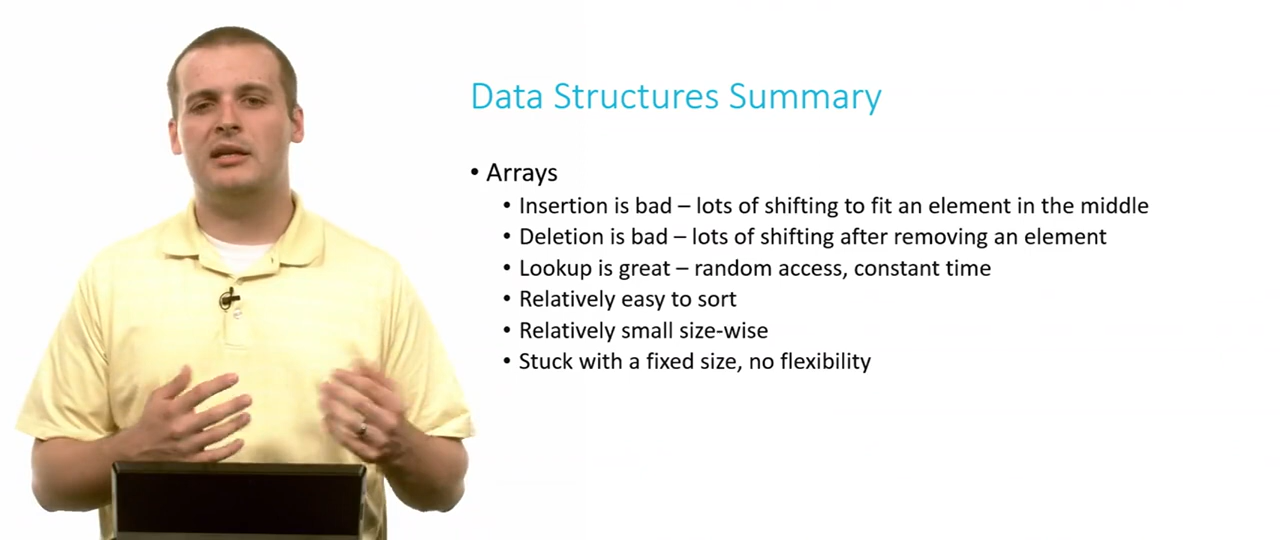 Data Structures Summary
• Arrays
• Insertion is bad – lots of shifting to fit an element in the middle
• Deletion is bad – lots of shifting after removing an element
• Lookup is great – random access, constant time
• Relatively easy to sort
• Relatively small size-wise
• Stuck with a fixed size, no flexibility